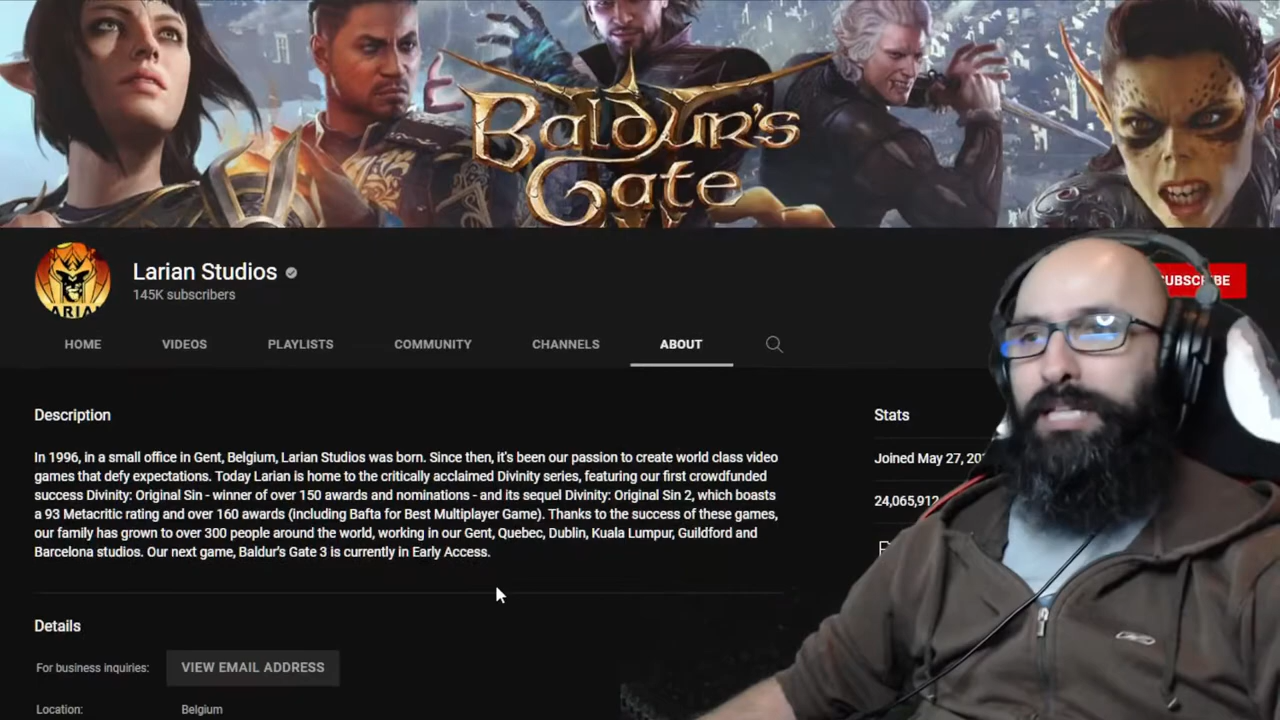 BALDUR'S
GATE
Larian Studios
145K subscribers
SUBSCRIBE
HOME
VIDEOS
PLAYLISTS
COMMUNITY
CHANNELS
ABOUT
Description
In 1996, in a small office in Gent, Belgium, Larian Studios was born. Since then, it's been our passion to create world class video
games that defy expectations. Today Larian is home to the critically acclaimed Divinity series, featuring our first crowdfunded
success Divinity: Original Sin - winner of over 150 awards and nominations - and its sequel Divinity: Original Sin 2, which boasts
a 93 Metacritic rating and over 160 awards (including Bafta for Best Multiplayer Game). Thanks to the success of these games,
our family has grown to over 300 people around the world, working in our Gent, Quebec, Dublin, Kuala Lumpur, Guildford and
Barcelona studios. Our next game, Baldur's Gate 3 is currently in Early Access.
Stats
Joined May 27,
24,065,912
Details
For business inquiries:
VIEW EMAIL ADDRESS
Location:
Belgium